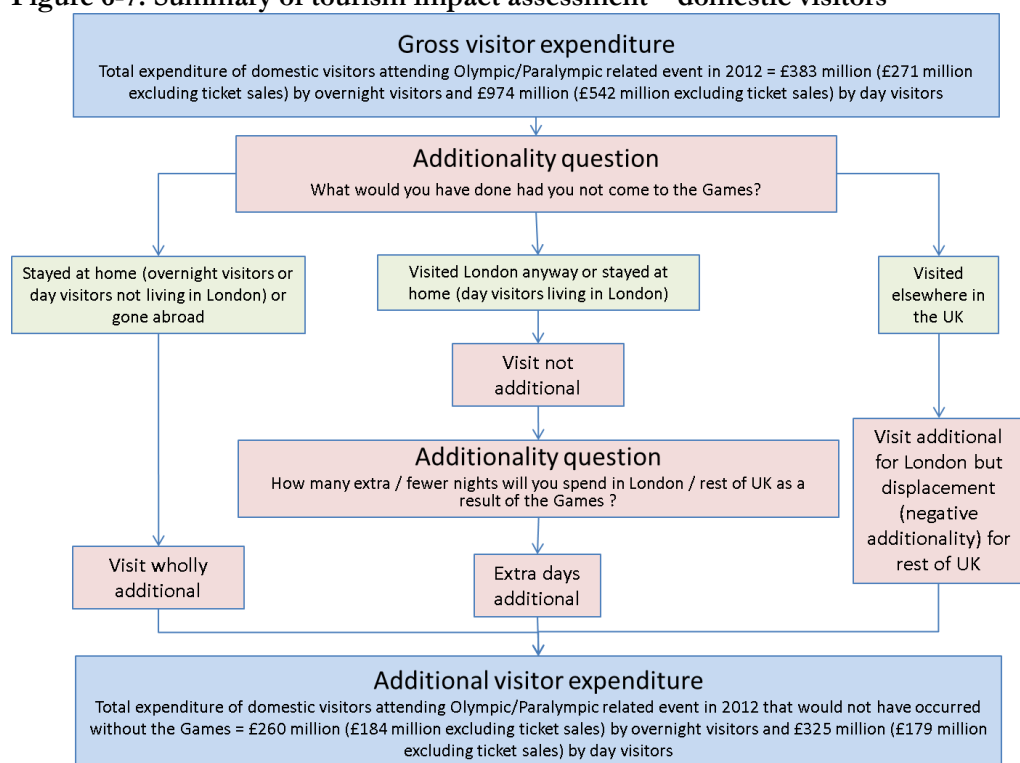 Figure 6-7: Summary of tourism impact assessment – domestic visitors
Gross visitor expenditure
Total expenditure of domestic visitors attending Olympic/Paralympic related event in 2012 = £383 million (£271 million
excluding ticket sales) by overnight visitors and £974 million (£542 million excluding ticket sales) by day visitors
Additionality question
What would you have done had you not come to the Games?
Stayed at home (overnight visitors or
day visitors not living in London) or
gone abroad
Visited London anyway or stayed at
home (day visitors living in London)
Visited
elsewhere in
the UK
Visit not
additional
Additionality question
How many extra / fewer nights will you spend in London / rest of UK as a
result of the Games ?
Visit additional
for London but
displacement
(negative
additionality) for
rest of UK
Visit wholly
additional
Extra days
additional
Additional visitor expenditure
Total expenditure of domestic visitors attending Olympic/Paralympic related event in 2012 that would not have occurred
without the Games = £260 million (£184 million excluding ticket sales) by overnight visitors and £325 million (£179 million
excluding ticket sales) by day visitors